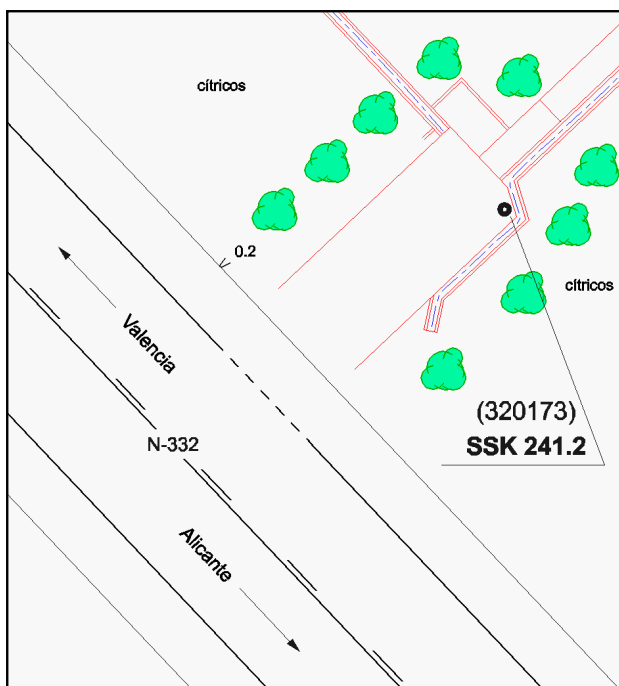 cítricos
0.2
cítricos
Valencia
(320173)
N-332
SSK 241.2
Alicante